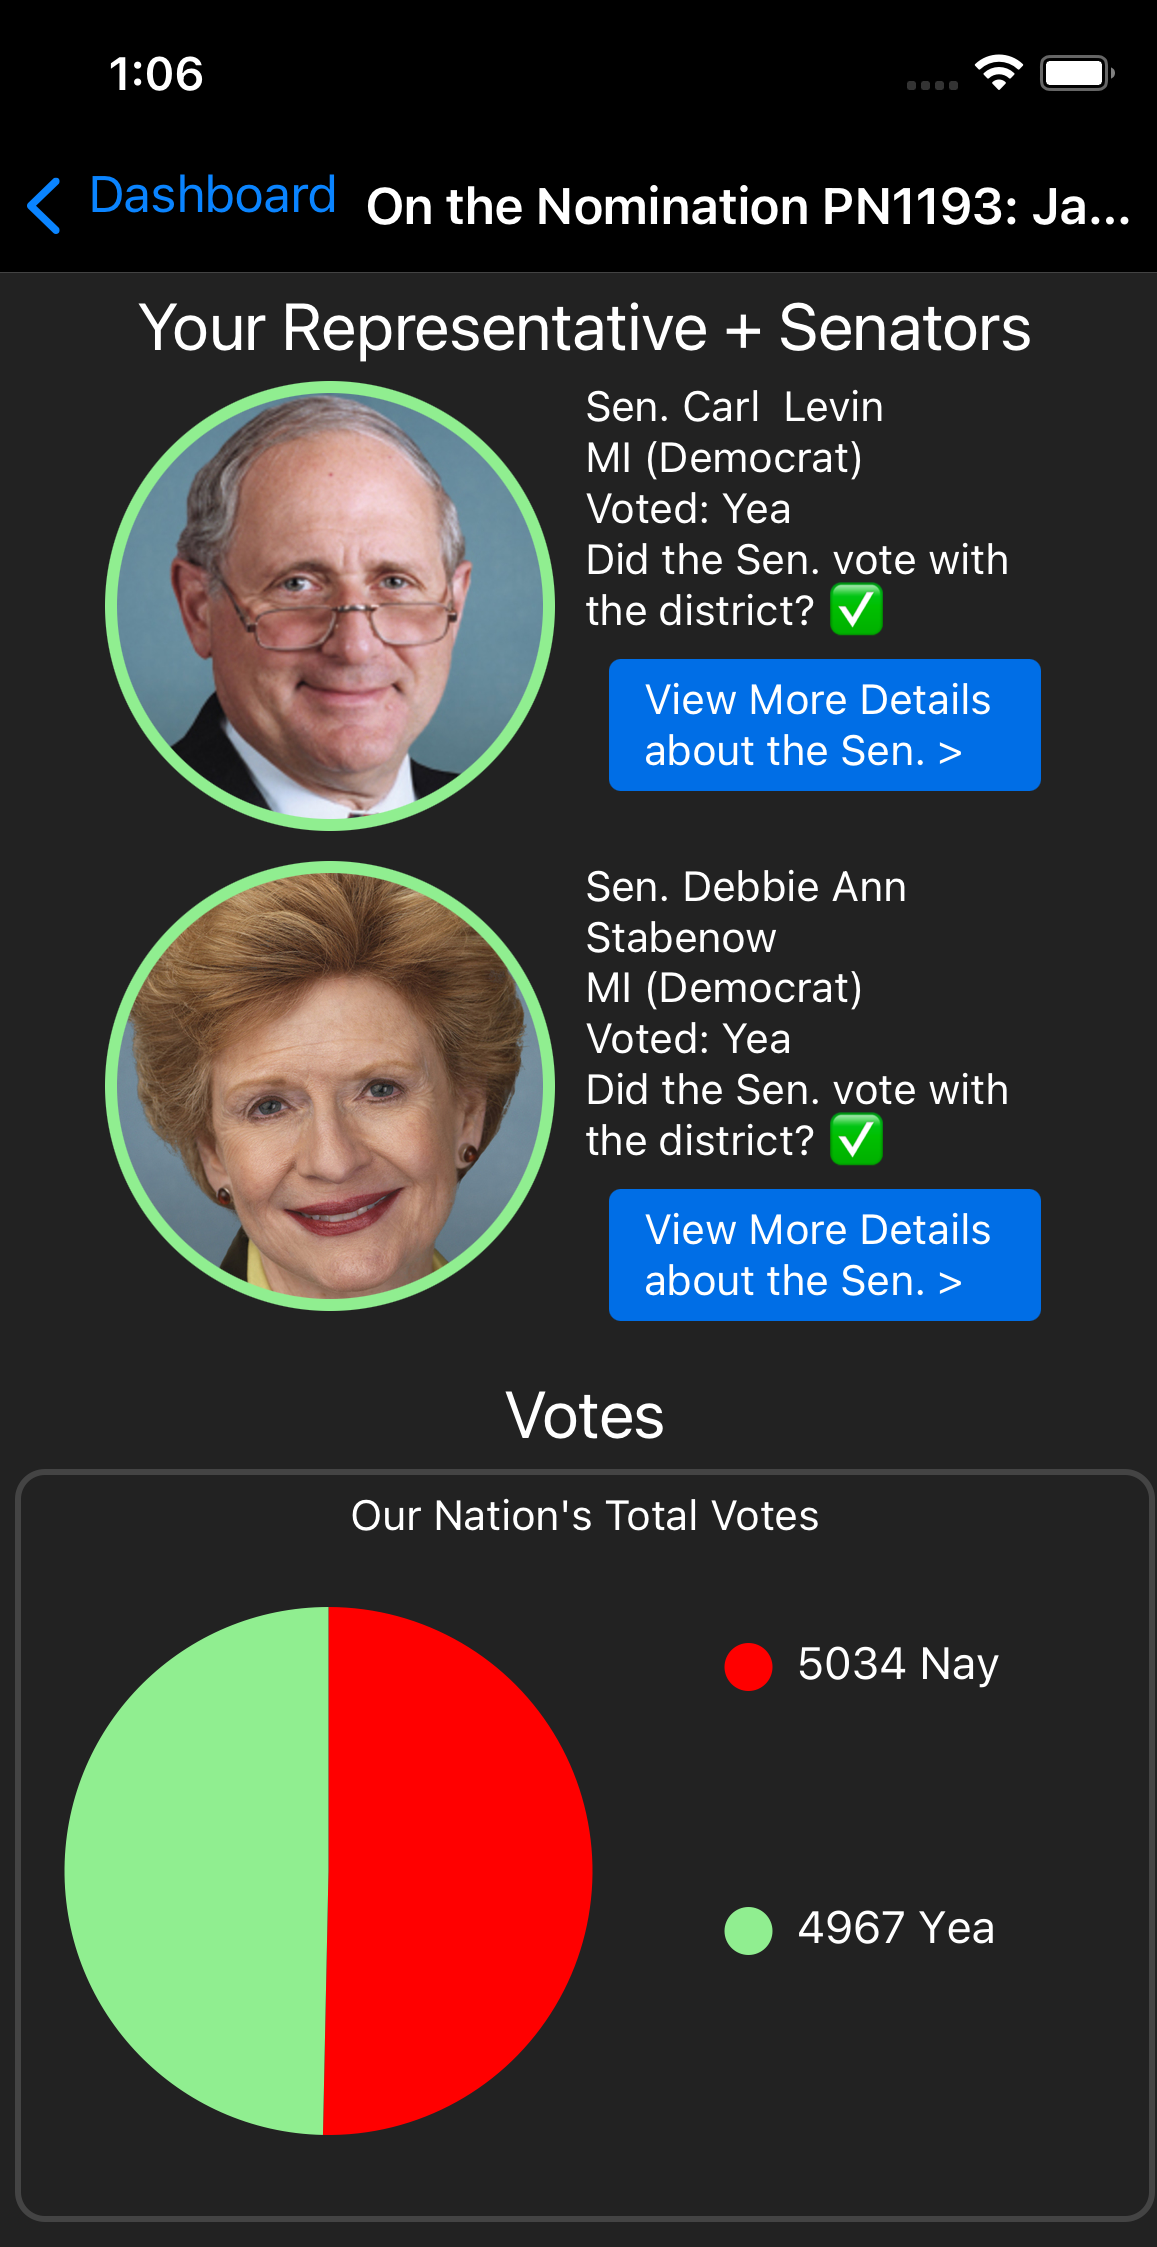 1:06
Dashboard
On the Nomination PN1193: Ja...
Your Representative + Senators
Sen. Carl  Levin
MI (Democrat)
Voted: Yea
Did the Sen. vote with
the district? ✅
View More Details
about the Sen. >
Sen. Debbie Ann
Stabenow
MI (Democrat)
Voted: Yea
Did the Sen. vote with
the district? ✅
View More Details
about the Sen. >
Votes
Our Nation's Total Votes
5034 Nay
4967 Yea